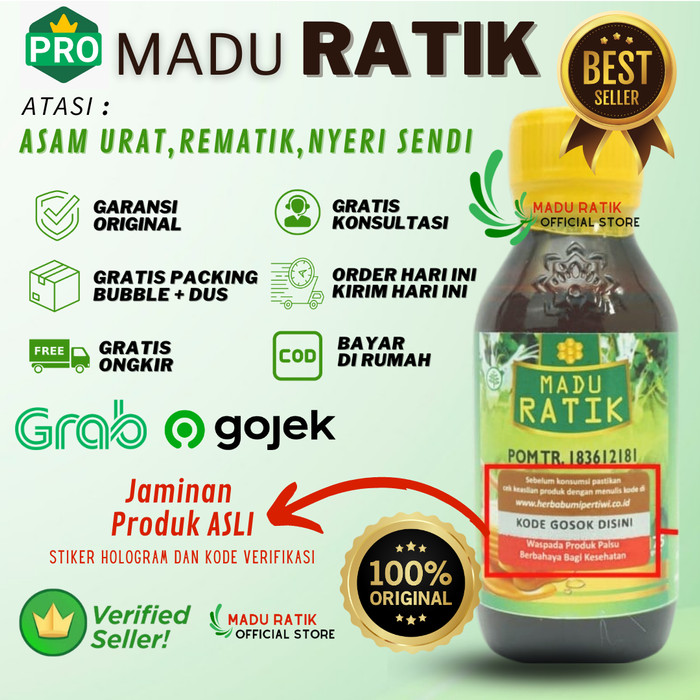 PRO
MADU RATIK
BEST
SELLER
ATASI :
ASAM URAT,REMATIK,NYERI SENDI
GARANSI
ORIGINAL
GRATIS
KONSULTASI
MADU RATIK
OFFICIAL STORE
GRATIS PACKING
BUBBLE + DUS
ORDER HARI INI
KIRIM HARI INI
FREE
GRATIS
ONGKIR
COD
BAYAR
DI RUMAH
Grab
gojek
MADU
RATIK
POM TR. 183612181
Sebelum konsumsi pastikan
cek keaslian produk dengan menulis kode di
www.herbabumipertiwi.co.id
KODE GOSOK DISINI
Waspada Produk Palsu
Berbahaya Bagi Kesehatan
Jaminan
Produk ASLI
STIKER HOLOGRAM DAN KODE VERIFIKASI
100%
ORIGINAL
Verified
Seller!
MADU RATIK
OFFICIAL STORE